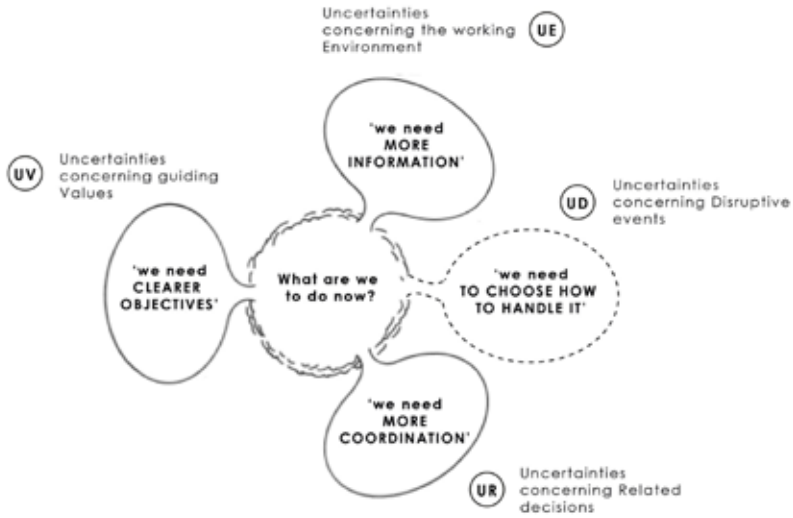 Uncertainties
concerning the working
Environment
UE
'we need
MORE
INFORMATION'
UV
Uncertainties
concerning guiding
Values
UD
Uncertainties
concerning Disruptive
events
'we need
CLEARER
OBJECTIVES'
What are we
to do now?
'we need
TO CHOOSE HOW
TO HANDLE IT'
'we need
MORE
COORDINATION'
UR
Uncertainties
concerning Related
decisions